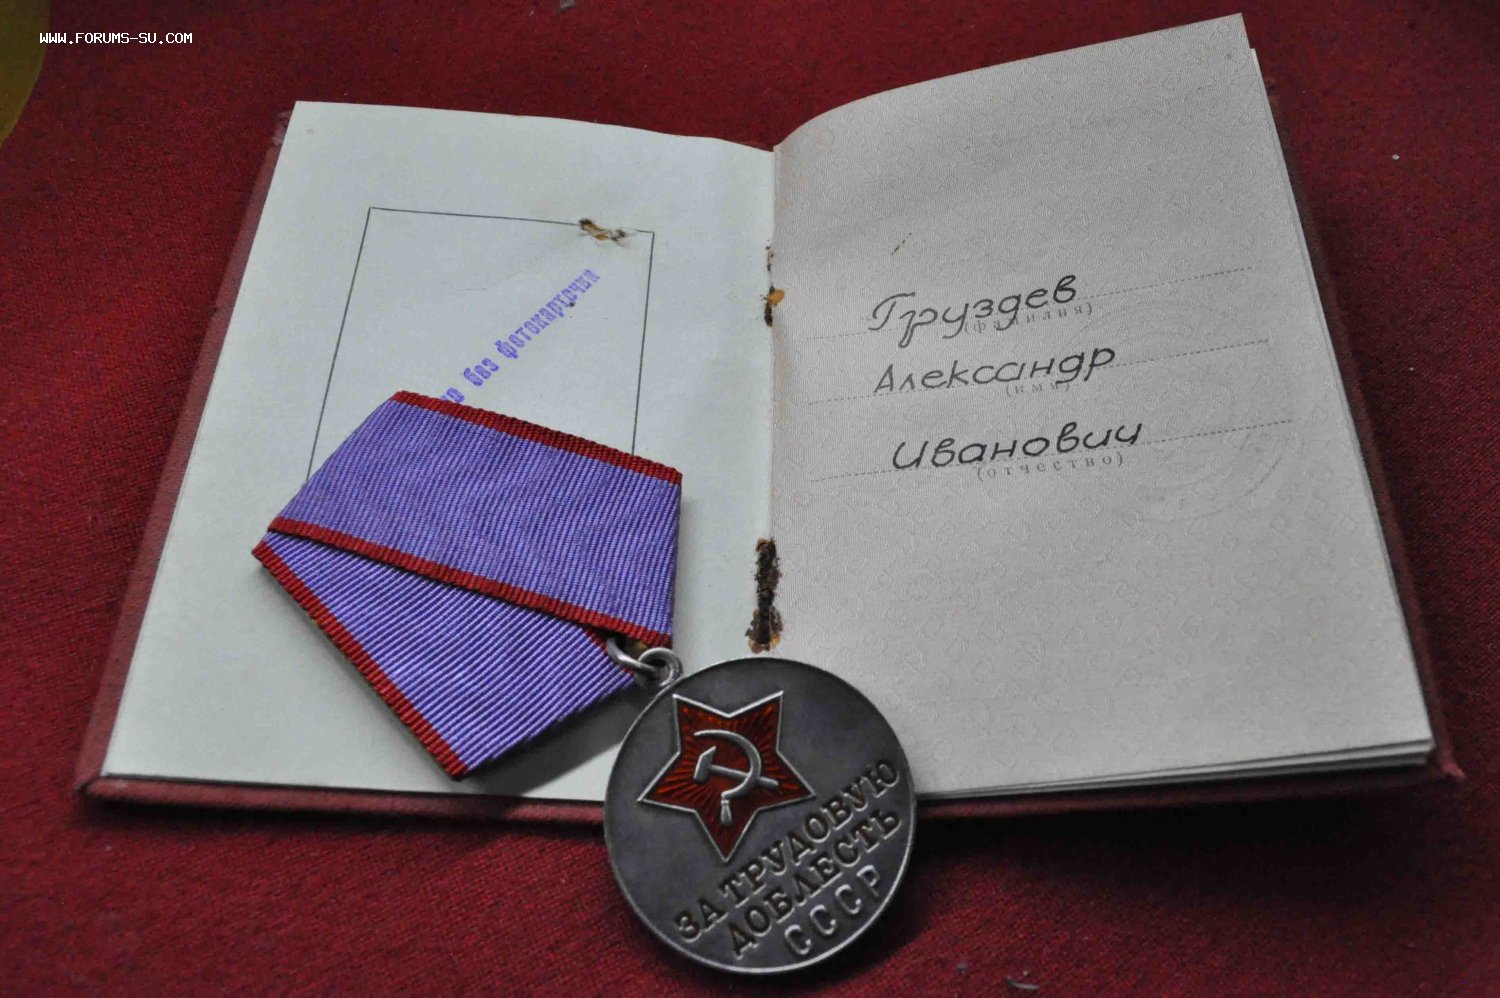 WWW.FORUMS-SU.COM
без фотокарточки
Груздев
(фамилия)
Александр
(имя)
Иванович
(отчество)
ЗА ТРУДОВУЮ
ДОБЛЕСТЬ
СССР